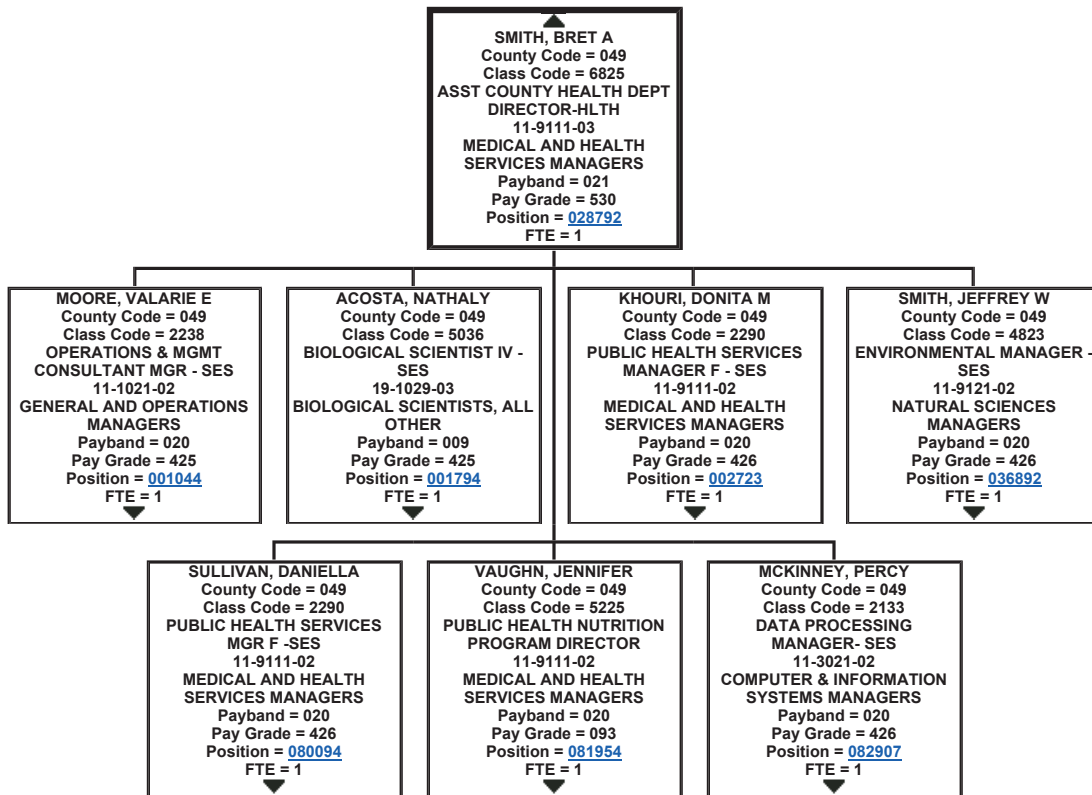 SMITH, BRET A
County Code = 049
Class Code = 6825
ASST COUNTY HEALTH DEPT
DIRECTOR-HLTH
11-9111-03
MEDICAL AND HEALTH
SERVICES MANAGERS
Payband = 021
Pay Grade = 530
Position = 028792
FTE = 1
MOORE, VALARIE E
County Code = 049
Class Code = 2238
OPERATIONS & MGMT
CONSULTANT MGR - SES
11-1021-02
GENERAL AND OPERATIONS
MANAGERS
Payband = 020
Pay Grade = 425
Position = 001044
FTE = 1
ACOSTA, NATHALY
County Code = 049
Class Code = 5036
BIOLOGICAL SCIENTIST IV -
SES
19-1029-03
BIOLOGICAL SCIENTISTS, ALL
OTHER
Payband = 009
Pay Grade = 425
Position = 001794
FTE = 1
KHOURI, DONITA M
County Code = 049
Class Code = 2290
PUBLIC HEALTH SERVICES
MANAGER F - SES
11-9111-02
MEDICAL AND HEALTH
SERVICES MANAGERS
Payband = 020
Pay Grade = 426
Position = 002723
FTE = 1
SMITH, JEFFREY W
County Code = 049
Class Code = 4823
ENVIRONMENTAL MANAGER -
SES
11-9121-02
NATURAL SCIENCES
MANAGERS
Payband = 020
Pay Grade = 426
Position = 036892
FTE = 1
SULLIVAN, DANIELLA
County Code = 049
Class Code = 2290
PUBLIC HEALTH SERVICES
MGR F -SES
11-9111-02
MEDICAL AND HEALTH
SERVICES MANAGERS
Payband = 020
Pay Grade = 426
Position = 080094
FTE = 1
VAUGHN, JENNIFER
County Code = 049
Class Code = 5225
PUBLIC HEALTH NUTRITION
PROGRAM DIRECTOR
11-9111-02
MEDICAL AND HEALTH
SERVICES MANAGERS
Payband = 020
Pay Grade = 093
Position = 081954
FTE = 1
MCKINNEY, PERCY
County Code = 049
Class Code = 2133
DATA PROCESSING
MANAGER- SES
11-3021-02
COMPUTER & INFORMATION
SYSTEMS MANAGERS
Payband = 020
Pay Grade = 426
Position = 082907
FTE = 1